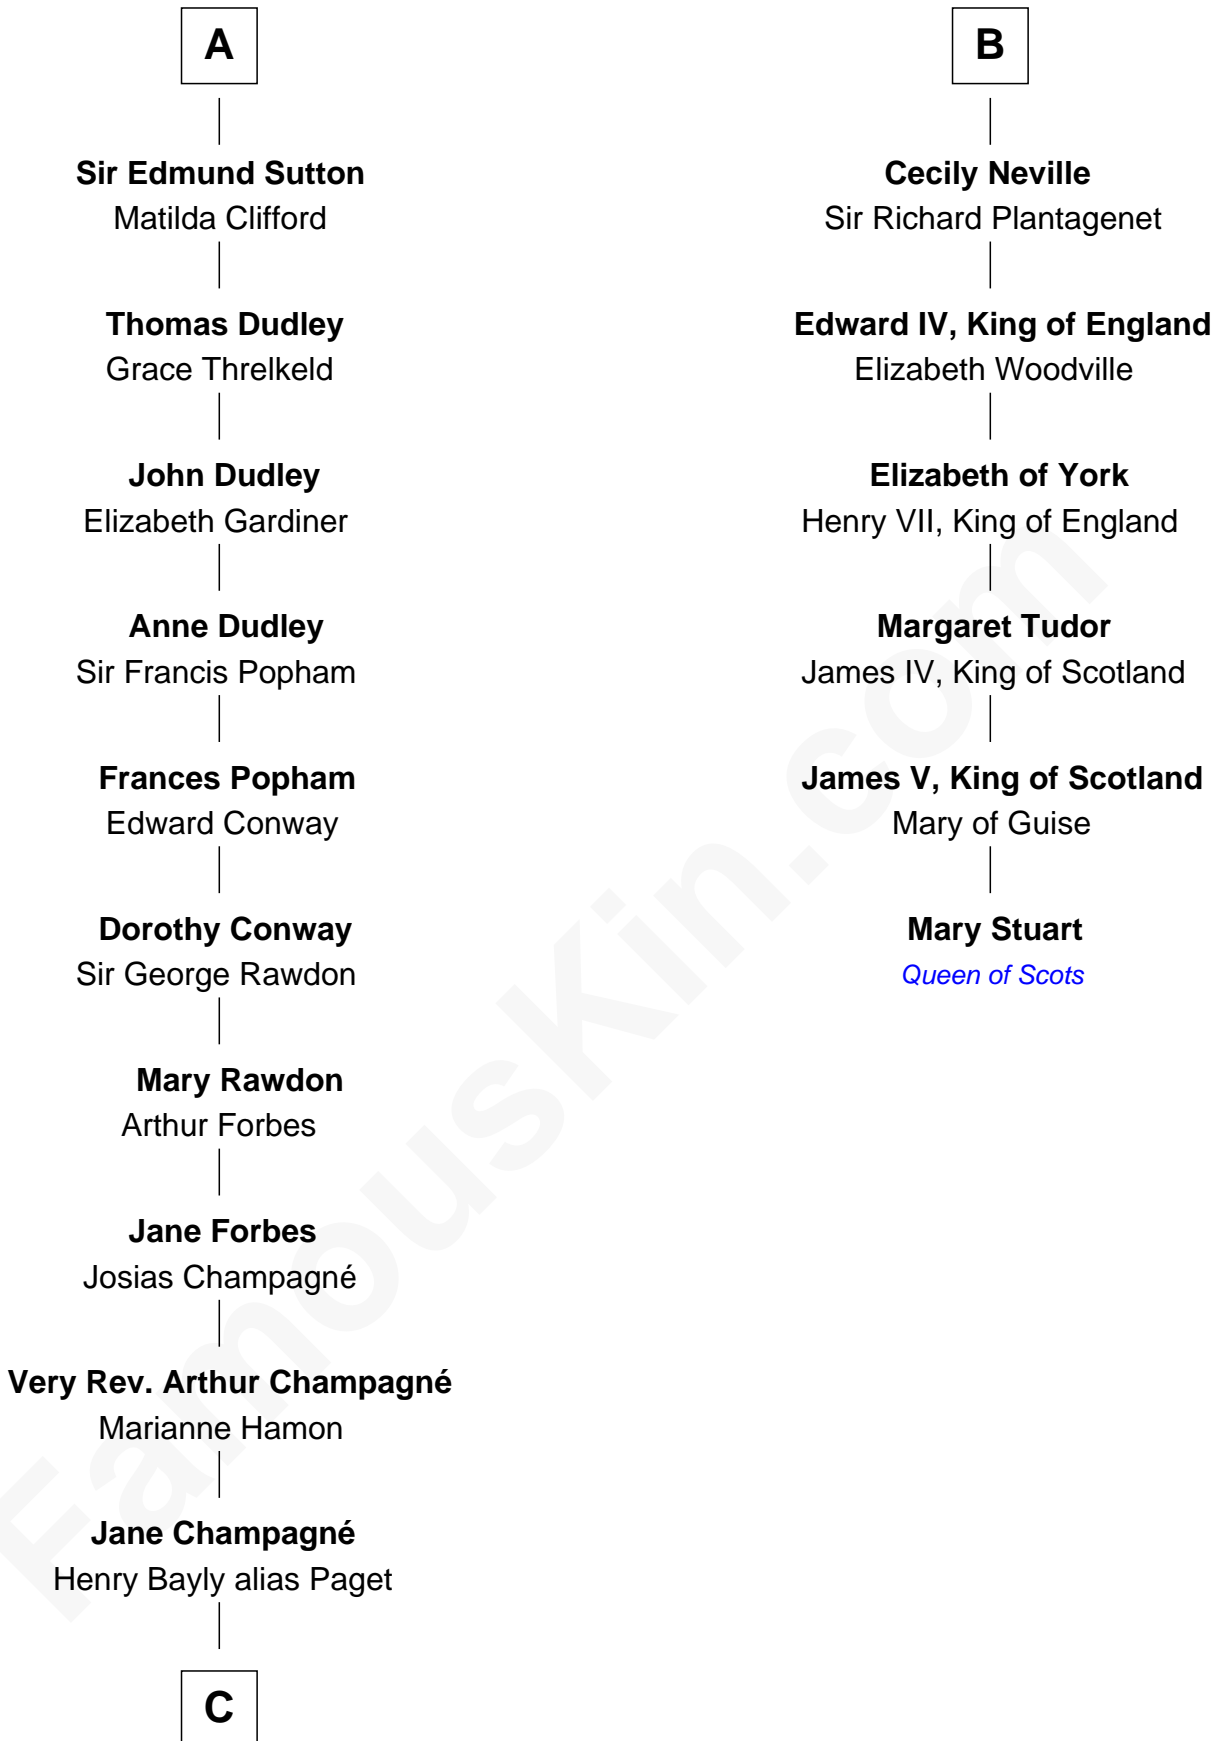 A
Sir Edmund Sutton
Matilda Clifford
Thomas Dudley
Grace Threlkeld
John Dudley
Elizabeth Gardiner
Anne Dudley
Sir Francis Popham
Frances Popham
Edward Conway
Dorothy Conway
Sir George Rawdon
Mary Rawdon
Arthur Forbes
Jane Forbes
Josias Champagné
Very Rev. Arthur Champagné
Marianne Hamon
Jane Champagné
Henry Bayly alias Paget
C
B
Cecily Neville
Sir Richard Plantagenet
Edward IV, King of England
Elizabeth Woodville
Elizabeth of York
Henry VII, King of England
Margaret Tudor
James IV, King of Scotland
James V, King of Scotland
Mary of Guise
Mary Stuart
Queen of Scots
FamousKin.com